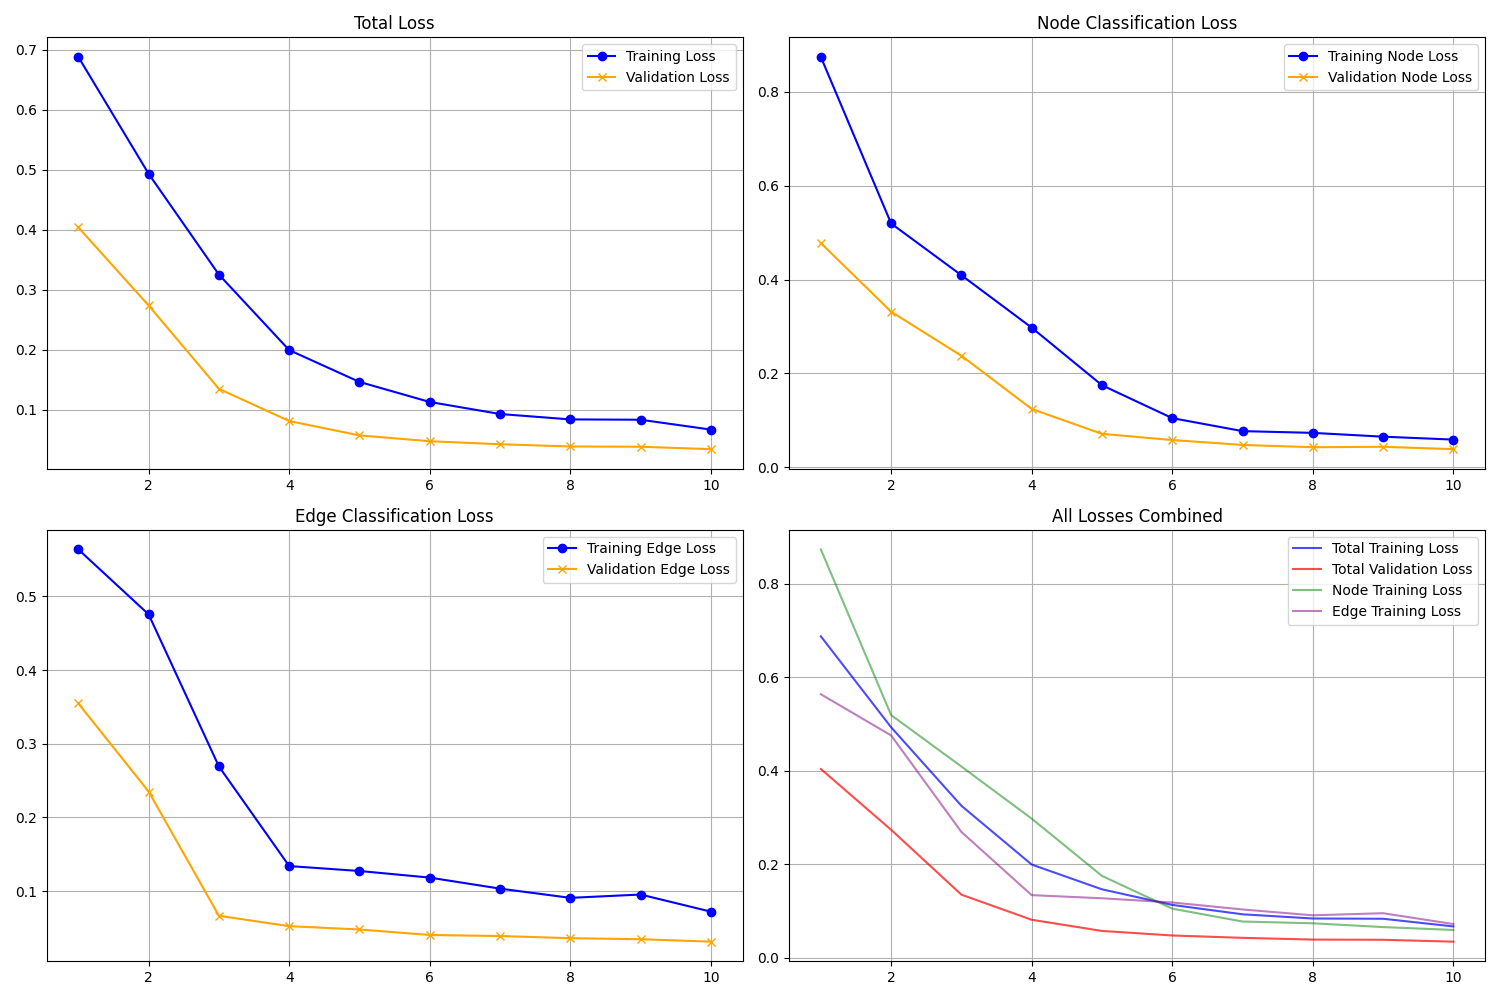 Total Loss
0.7
0.6
0.5
0.4
0.3
0.2
0.1
2 4 6 8 10
Training Loss
Validation Loss
Node Classification Loss
0.8
0.6
0.4
0.2
0.0
2 4 6 8 10
Training Node Loss
Validation Node Loss
Edge Classification Loss
0.5
0.4
0.3
0.2
0.1
2 4 6 8 10
Training Edge Loss
Validation Edge Loss
All Losses Combined
0.8
0.6
0.4
0.2
0.0
2 4 6 8 10
Total Training Loss
Total Validation Loss
Node Training Loss
Edge Training Loss